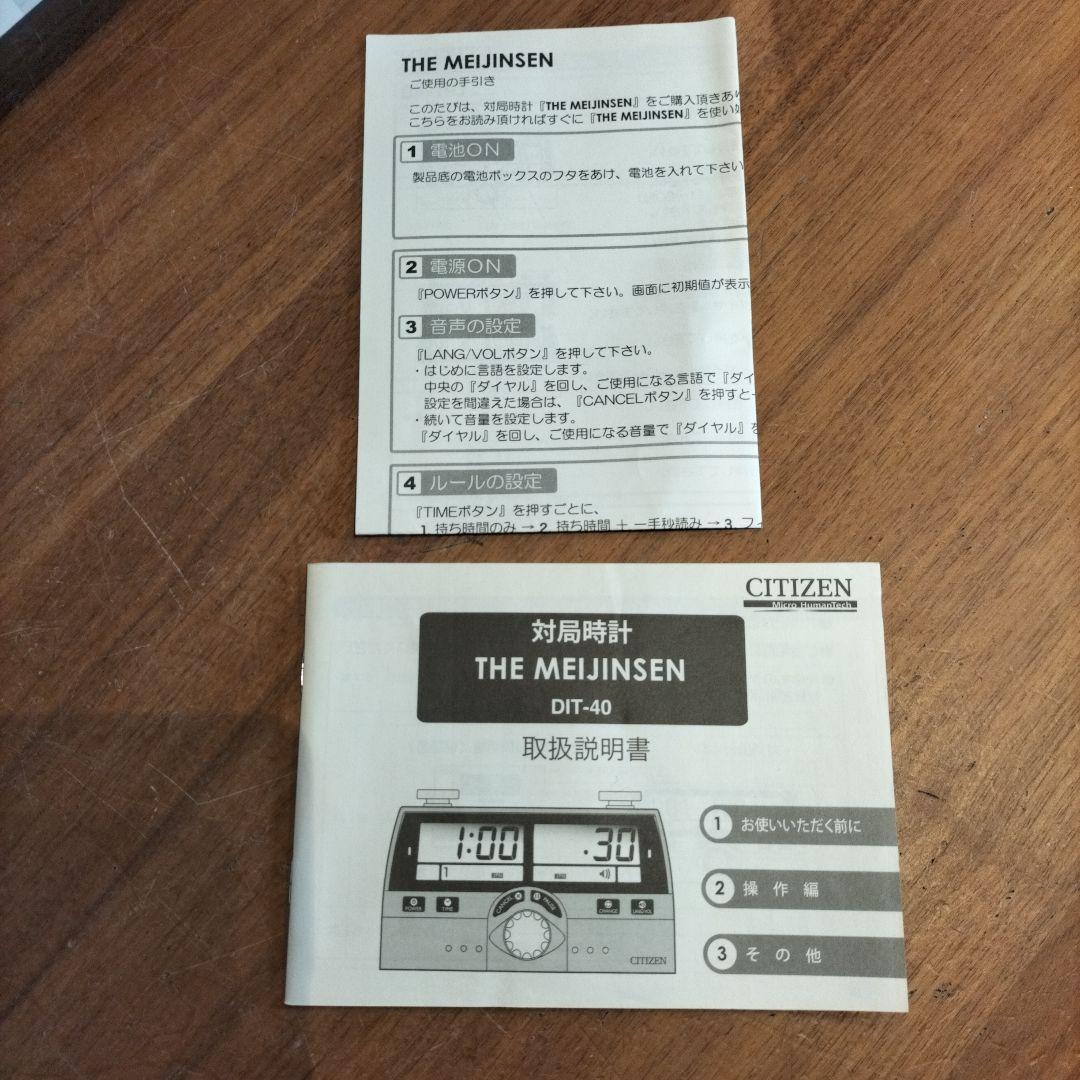 THE MEIJINSEN
ご使用の手引き
このたびは、対局時計『THE MEIJINSEN』をご購入頂きあ
こちらをお読み頂ければすぐに『THE MEIJINSEN』を使い
1 電池ON
製品底の電池ボックスのフタをあけ、電池を入れて下さい
2 電源ON
『POWERボタン』を押して下さい。画面に初期値が表示
3 音声の設定
『LANG/VOLボタン』を押して下さい。
・はじめに言語を設定します。
中央の『ダイヤル』を回し、ご使用になる言語で『ダイ
設定を間違えた場合は、『CANCELボタン』を押すと
・続いて音量を設定します。
『ダイヤル』を回し、ご使用になる音量で『ダイヤル』を
4 ルールの設定
『TIMEボタン』を押すごとに、
1. 持ち時間のみ → 2. 持ち時間 + 一手秒読み → 3. フ
CITIZEN
Micro HumanTech
対局時計
THE MEIJINSEN
DIT-40
取扱説明書
1:00 .30
1 JPN JPN
POWER TIME CANCEL PAUSE CHANGE LANG/VOL
CITIZEN
1 お使いいただく前に
2 操作編
3 その他